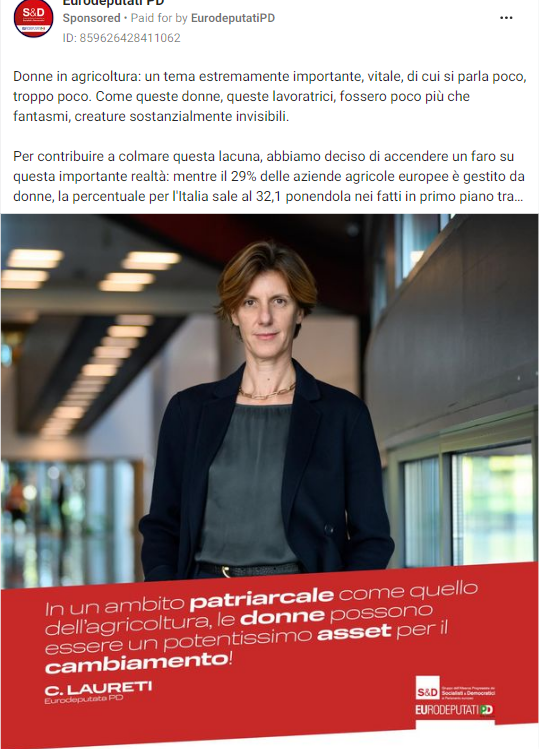 Eurodeputati PD
Sponsored • Paid for by EurodeputatiPD
ID: 859626428411062
Donne in agricoltura: un tema estremamente importante, vitale, di cui si parla poco,
troppo poco. Come queste donne, queste lavoratrici, fossero poco più che
fantasmi, creature sostanzialmente invisibili.
Per contribuire a colmare questa lacuna, abbiamo deciso di accendere un faro su
questa importante realtà: mentre il 29% delle aziende agricole europee è gestito da
donne, la percentuale per l'Italia sale al 32,1 ponendola nei fatti in primo piano tra...
In un ambito patriarcale come quello
dell'agricoltura, le donne possono
essere un potentissimo asset per il
cambiamento!
C. LAURETI
Eurodeputata PD
S&D
Socialisti & Democratici
EURODEPUTATI PD